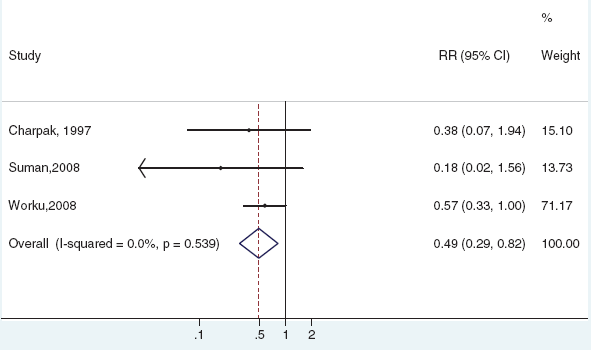 %
Study RR (95% CI) Weight
Charpak, 1997 0.38 (0.07, 1.94) 15.10
Suman,2008 0.18 (0.02, 1.56) 13.73
Worku,2008 0.57 (0.33, 1.00) 71.17
Overall (I-squared = 0.0%, p = 0.539) 0.49 (0.29, 0.82) 100.00
.1 .5 1 2